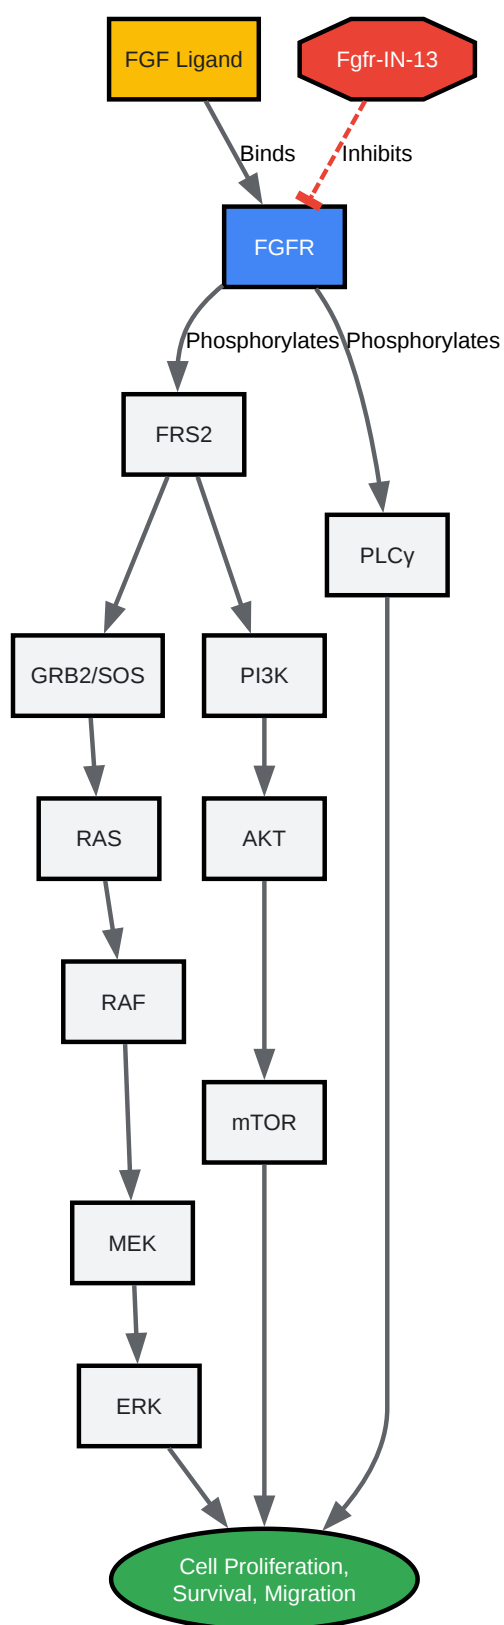 FGF Ligand
Fgfr-IN-13
Binds
Inhibits
FGFR
Phosphorylates
Phosphorylates
FRS2
PLCγ
GRB2/SOS
PI3K
RAS
AKT
RAF
mTOR
MEK
ERK
Cell Proliferation,
Survival, Migration